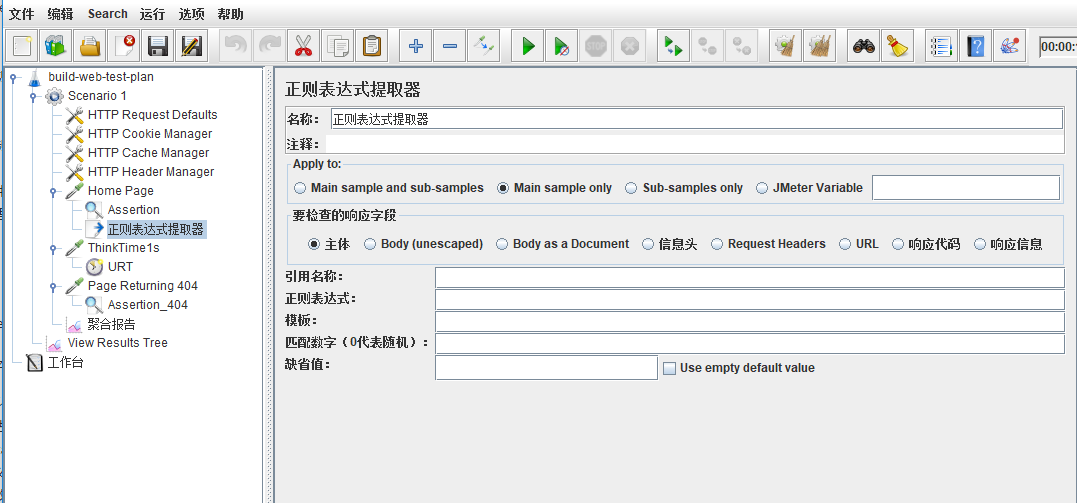 文件 编辑 Search 运行 选项 帮助
00:00:
build-web-test-plan
Scenario 1
HTTP Request Defaults
HTTP Cookie Manager
HTTP Cache Manager
HTTP Header Manager
Home Page
Assertion
正则表达式提取器
ThinkTime1s
URT
Page Returning 404
Assertion_404
聚合报告
View Results Tree
工作台
正则表达式提取器
名称: 正则表达式提取器
注释:
Apply to:
Main sample and sub-samples Main sample only Sub-samples only JMeter Variable
要检查的响应字段
主体 Body (unescaped) Body as a Document 信息头 Request Headers URL 响应代码 响应信息
引用名称:
正则表达式:
模板:
匹配数字（0代表随机）:
缺省值: Use empty default value